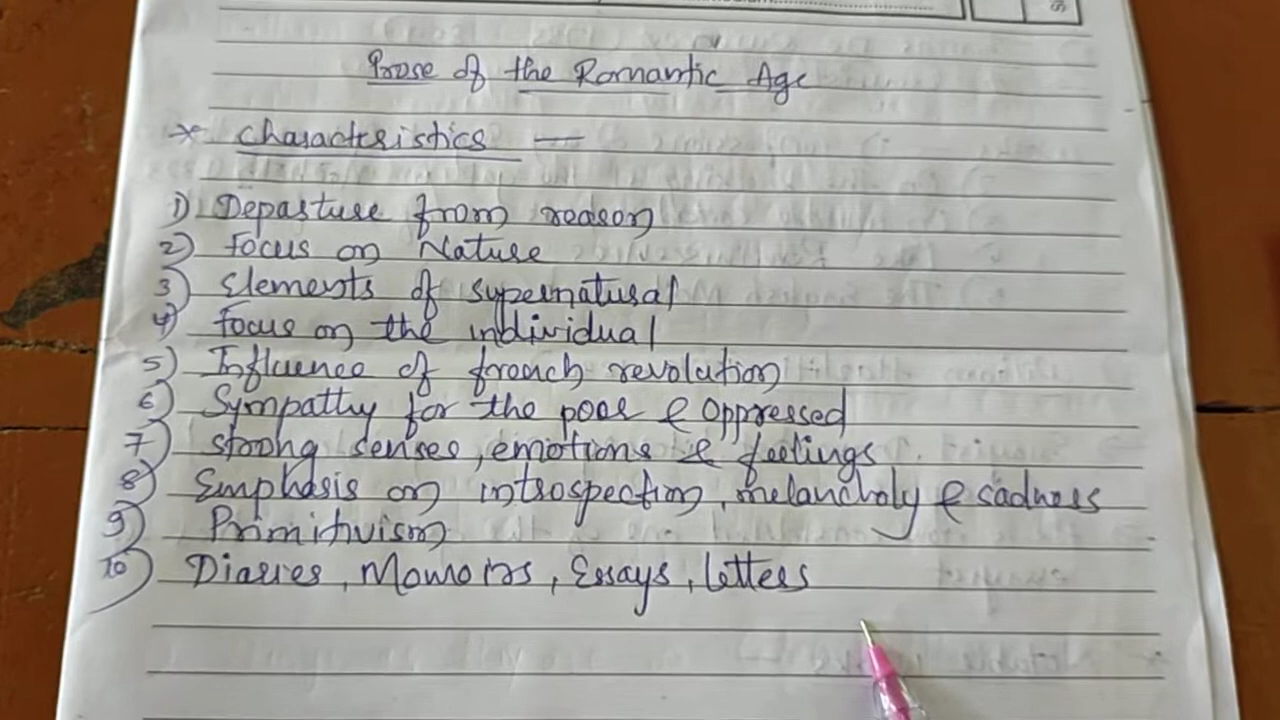 Prose of the Romantic Age
* Characteristics —
1) Departure from reason
2) Focus on Nature
3) Elements of supernatural
4) Focus on the individual
5) Influence of french revolution
6) Sympathy for the poor & Oppressed
7) strong senses, emotions & feelings
8) Emphasis on introspection, melancholy & sadness
9) Primitivism
10) Diaries, Momoirs, Essays, letters